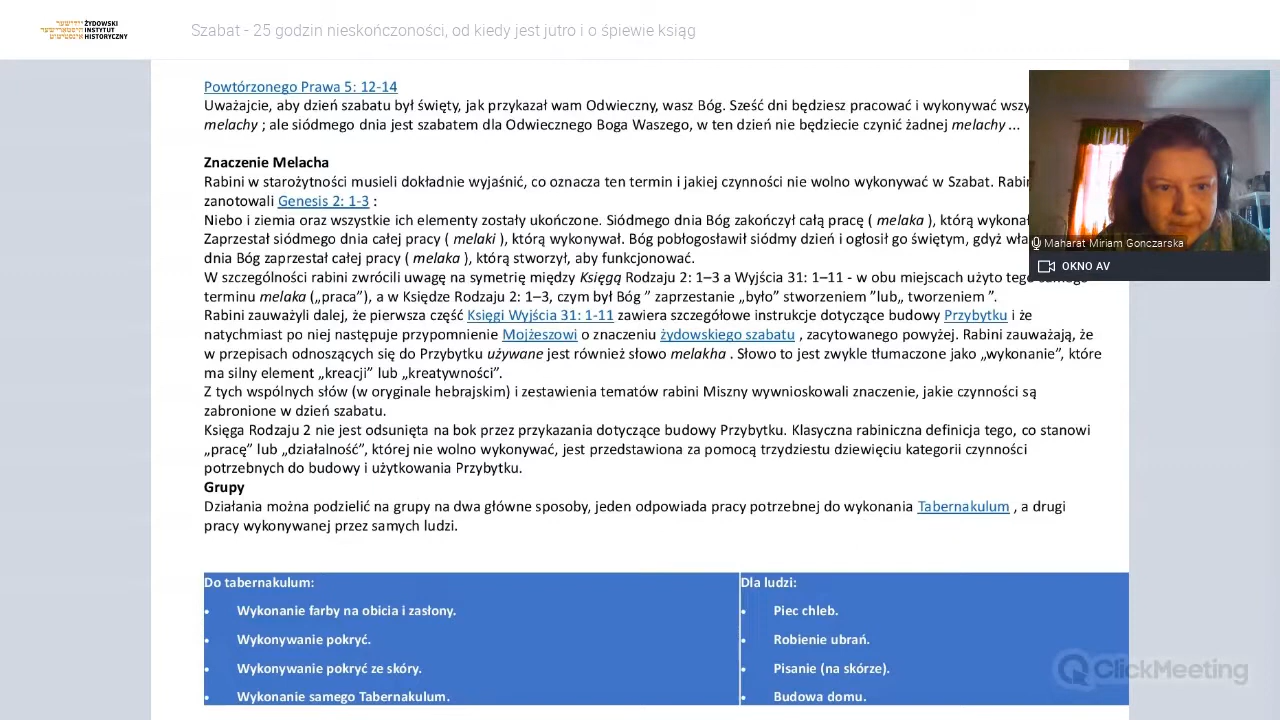 ŻYDOWSKI
INSTYTUT
HISTORYCZNY
Szabat - 25 godzin nieskończoności, od kiedy jest jutro i o śpiewie ksiąg
Powtórzonego Prawa 5: 12-14
Uważajcie, aby dzień szabatu był święty, jak przykazał wam Odwieczny, wasz Bóg. Sześć dni będziesz pracować i wykonywać
melachy ; ale siódmego dnia jest szabatem dla Odwiecznego Boga Waszego, w ten dzień nie będziecie czynić żadnej melachy ...
Znaczenie Melacha
Rabini w starożytności musieli dokładnie wyjaśnić, co oznacza ten termin i jakiej czynności nie wolno wykonywać w Szabat.
zanotowali Genesis 2: 1-3 :
Niebo i ziemia oraz wszystkie ich elementy zostały ukończone. Siódmego dnia Bóg zakończył całą pracę ( melaka ), którą
Zaprzestał siódmego dnia całej pracy ( melaki ), którą wykonywał. Bóg pobłogosławił siódmy dzień i ogłosił go świętym, gdyż
dnia Bóg zaprzestał całej pracy ( melaka ), którą stworzył, aby funkcjonować.
W szczególności rabini zwrócili uwagę na symetrię między Księgą Rodzaju 2: 1–3 a Wyjścia 31: 1–11 - w obu miejscach użyto tego samego
terminu melaka („praca”), a w Księdze Rodzaju 2: 1–3, czym był Bóg ” zaprzestanie „było” stworzeniem ”lub„ tworzeniem ”.
Rabini zauważyli dalej, że pierwsza część Księgi Wyjścia 31: 1-11 zawiera szczegółowe instrukcje dotyczące budowy Przybytku i że
natychmiast po niej następuje przypomnienie Mojżeszowi o znaczeniu żydowskiego szabatu , zacytowanego powyżej. Rabini zauważają, że
w przepisach odnoszących się do Przybytku używane jest również słowo melakha . Słowo to jest zwykle tłumaczone jako „wykonanie”, które
ma silny element „kreacji” lub „kreatywności”.
Z tych wspólnych słów (w oryginale hebrajskim) i zestawienia tematów rabini Miszny wywnioskowali znaczenie, jakie czynności są
zabronione w dzień szabatu.
Księga Rodzaju 2 nie jest odsunięta na bok przez przykazania dotyczące budowy Przybytku. Klasyczna rabiniczna definicja tego, co stanowi
„pracę” lub „działalność”, której nie wolno wykonywać, jest przedstawiona za pomocą trzydziestu dziewięciu kategorii czynności
potrzebnych do budowy i użytkowania Przybytku.
Grupy
Działania można podzielić na grupy na dwa główne sposoby, jeden odpowiada pracy potrzebnej do wykonania Tabernakulum , a drugi
pracy wykonywanej przez samych ludzi.
Do tabernakulum:
• Wykonanie farby na obicia i zasłony.
• Wykonywanie pokryć.
• Wykonywanie pokryć ze skóry.
• Wykonanie samego Tabernakulum.
Dla ludzi:
• Piec chleb.
• Robienie ubrań.
• Pisanie (na skórze).
• Budowa domu.
Maharat Miriam Gonczarska
OKNO AV
ClickMeeting